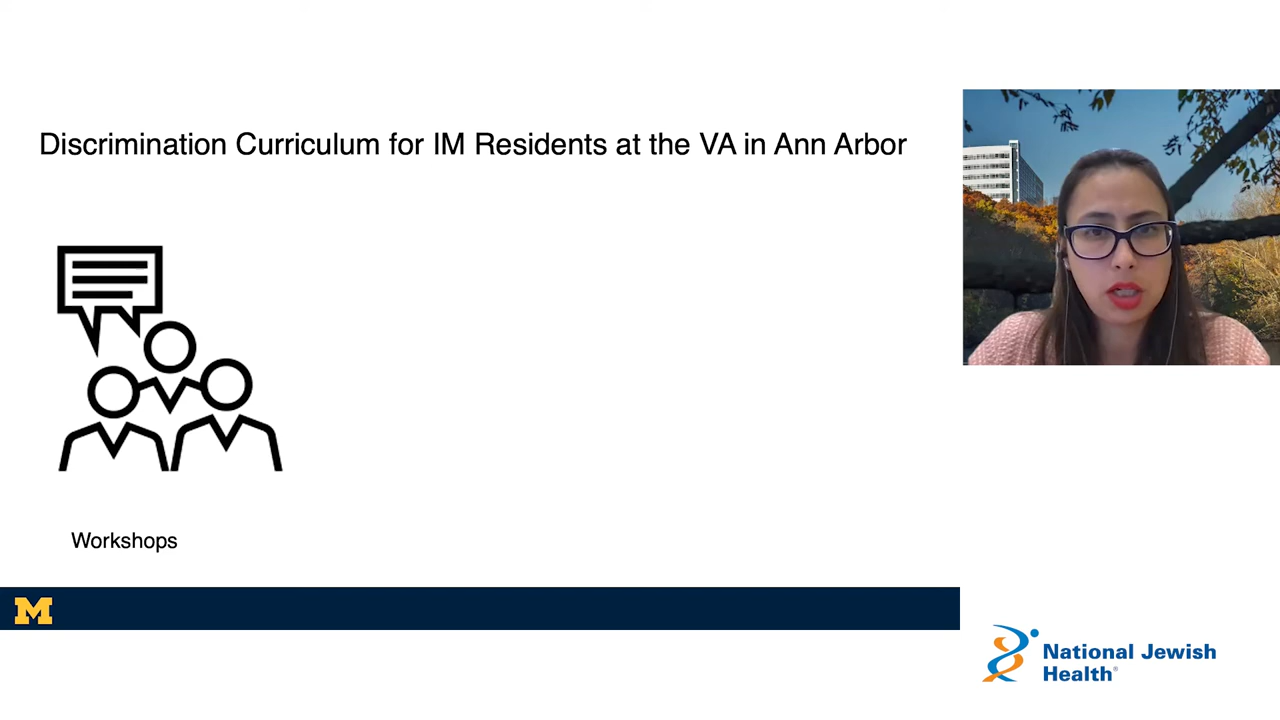 Discrimination Curriculum for IM Residents at the VA in Ann Arbor
Workshops
M
National Jewish
Health®